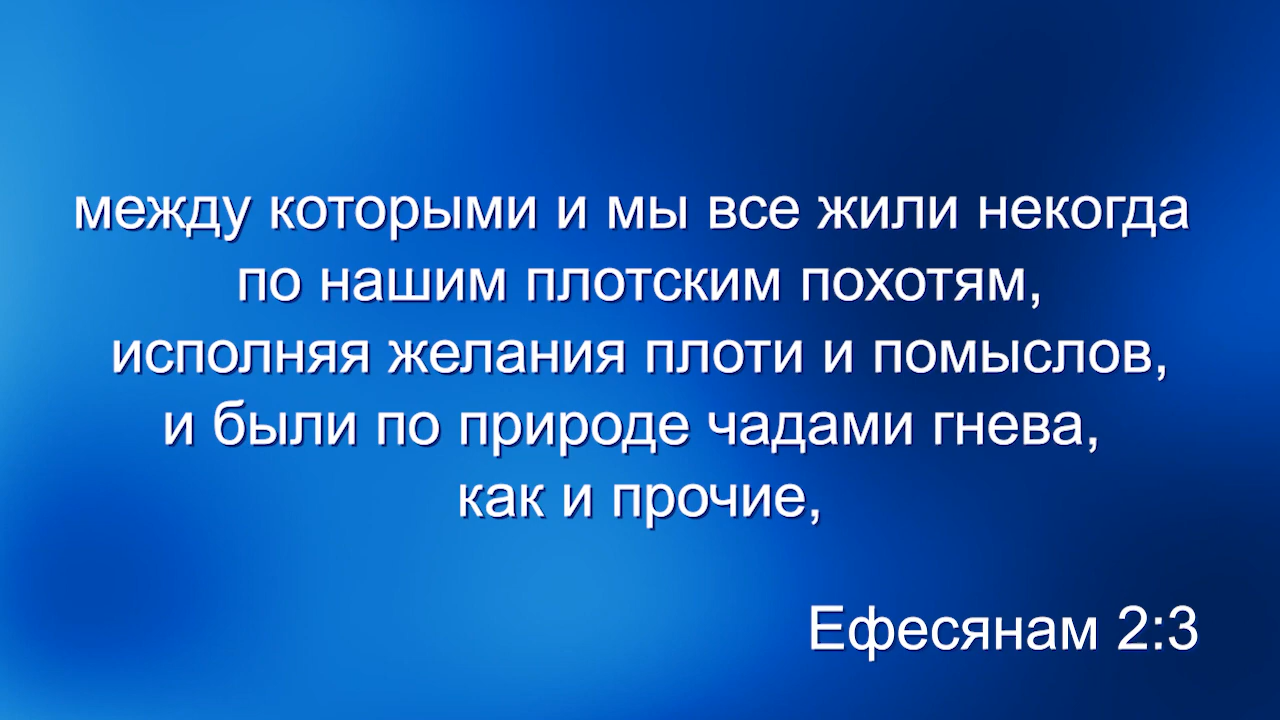 между которыми и мы все жили некогда
по нашим плотским похотям,
исполняя желания плоти и помыслов,
и были по природе чадами гнева,
как и прочие,
Ефесянам 2:3